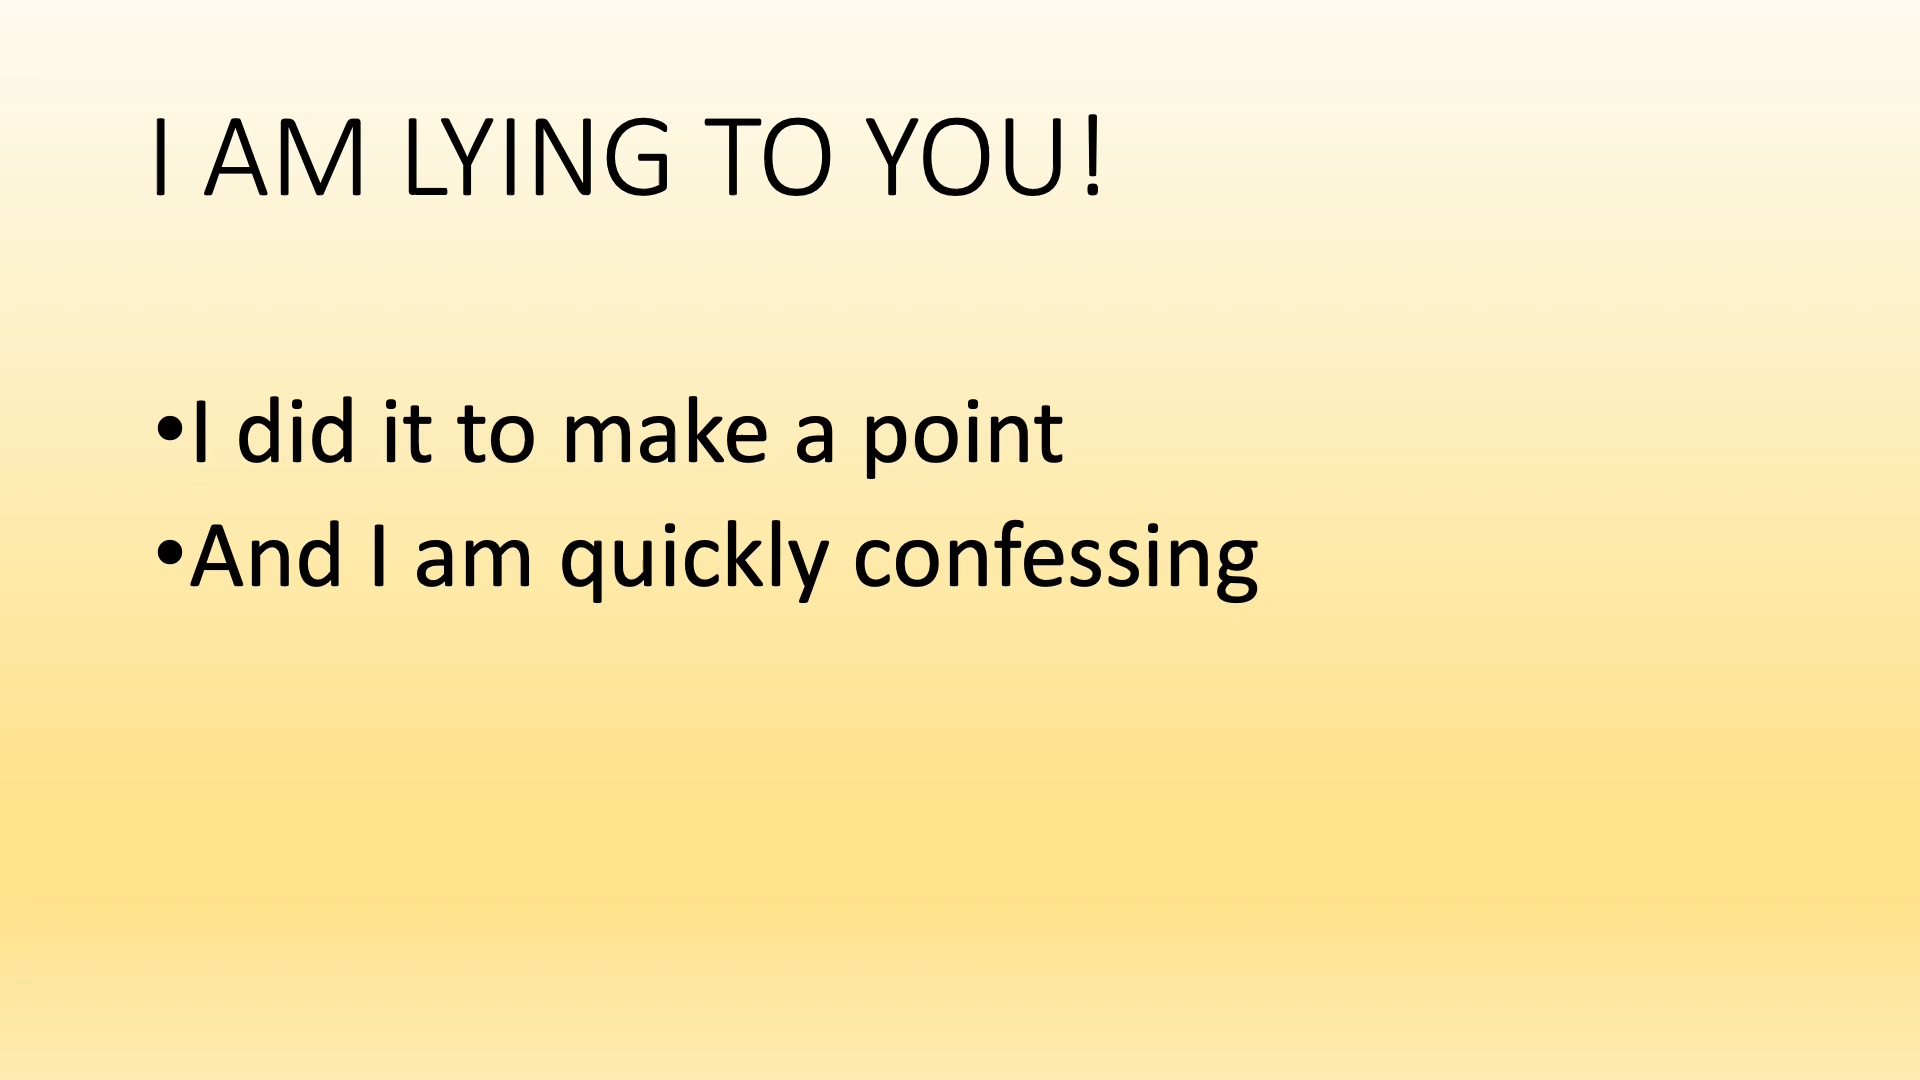 I AM LYING TO YOU!
•I did it to make a point
•And I am quickly confessing